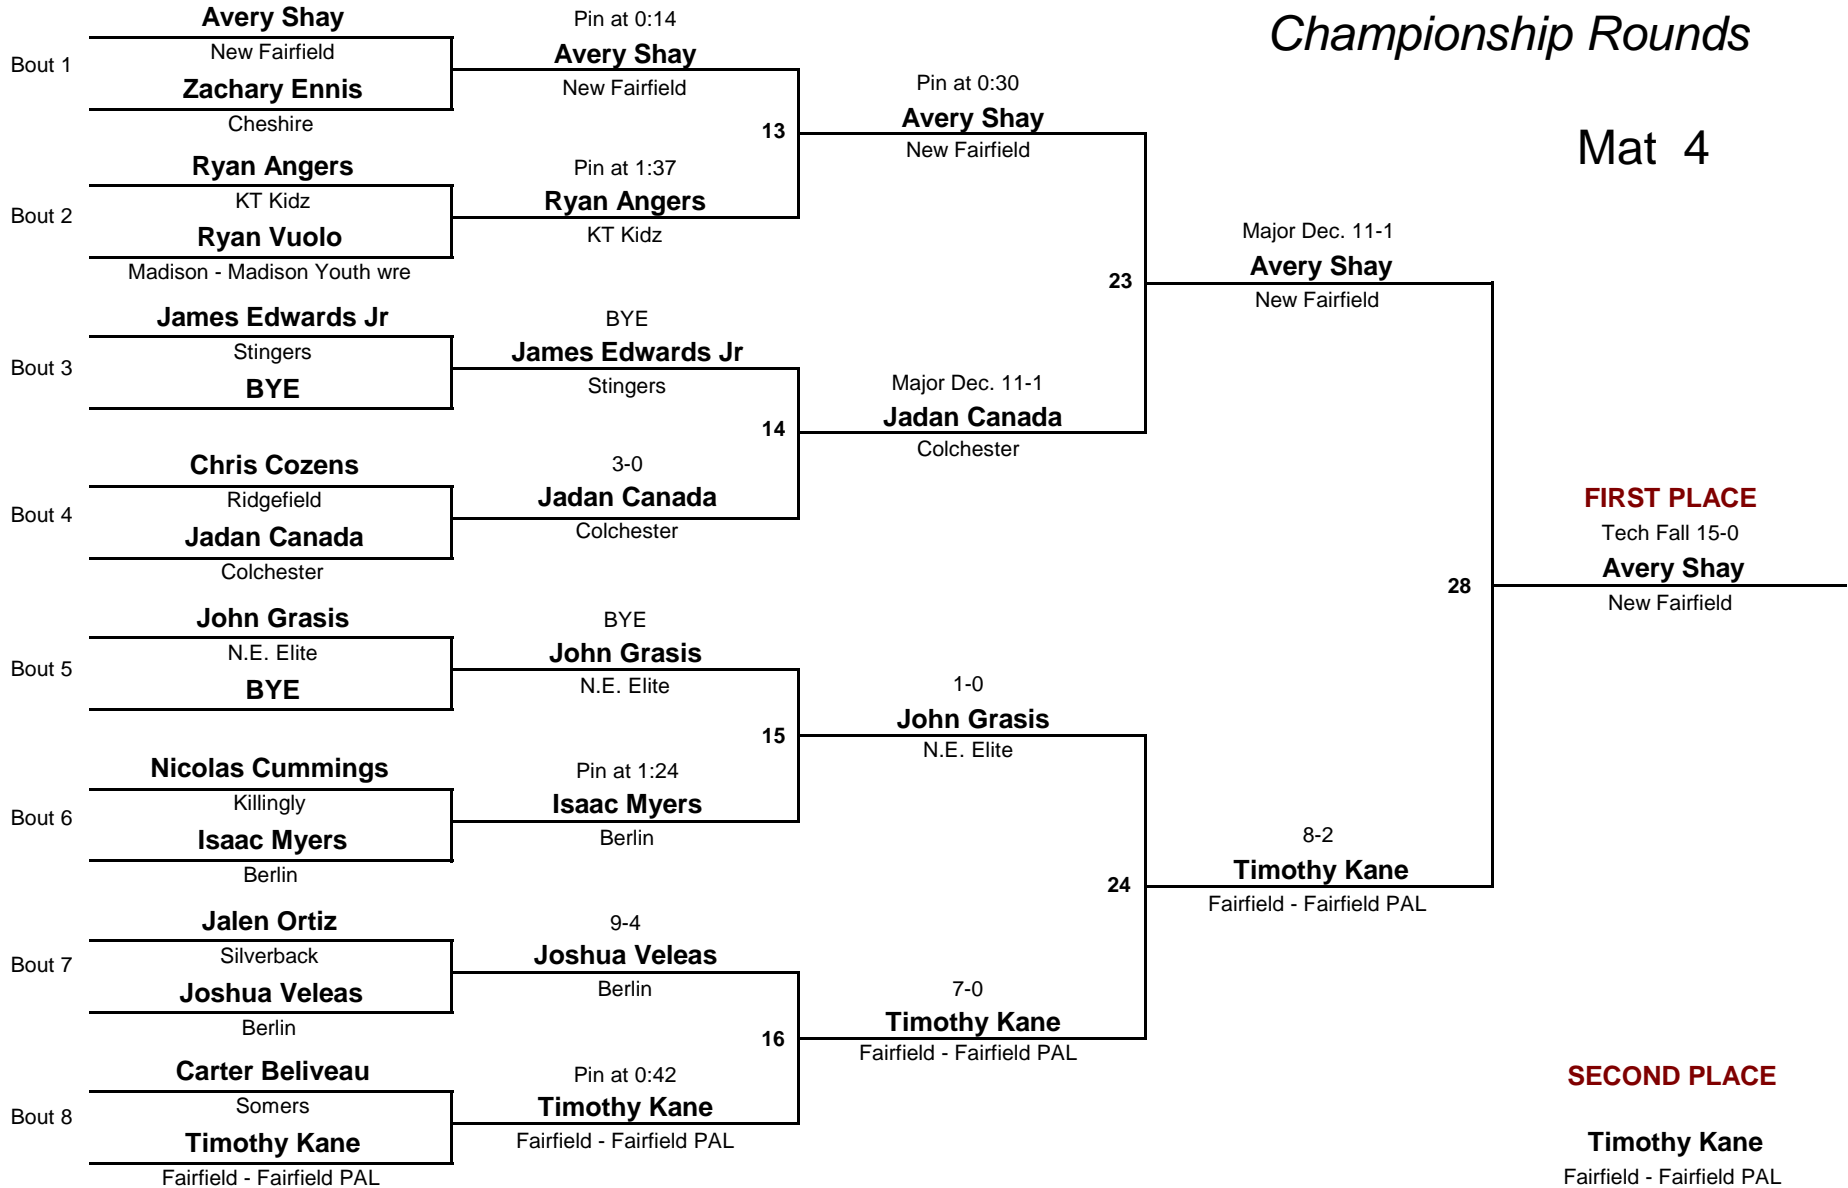 Championship Rounds
Mat 4
Bout 1
Avery Shay
New Fairfield
Zachary Ennis
Cheshire
Bout 2
Ryan Angers
KT Kidz
Ryan Vuolo
Madison - Madison Youth wre
Bout 3
James Edwards Jr
Stingers
BYE
Bout 4
Chris Cozens
Ridgefield
Jadan Canada
Colchester
Bout 5
John Grasis
N.E. Elite
BYE
Bout 6
Nicolas Cummings
Killingly
Isaac Myers
Berlin
Bout 7
Jalen Ortiz
Silverback
Joshua Veleas
Berlin
Bout 8
Carter Beliveau
Somers
Timothy Kane
Fairfield - Fairfield PAL
Pin at 0:14
Avery Shay
New Fairfield
13
Pin at 1:37
Ryan Angers
KT Kidz
BYE
James Edwards Jr
Stingers
14
3-0
Jadan Canada
Colchester
BYE
John Grasis
N.E. Elite
15
Pin at 1:24
Isaac Myers
Berlin
9-4
Joshua Veleas
Berlin
16
Pin at 0:42
Timothy Kane
Fairfield - Fairfield PAL
Pin at 0:30
Avery Shay
New Fairfield
23
Major Dec. 11-1
Jadan Canada
Colchester
1-0
John Grasis
N.E. Elite
24
7-0
Timothy Kane
Fairfield - Fairfield PAL
Major Dec. 11-1
Avery Shay
New Fairfield
28
8-2
Timothy Kane
Fairfield - Fairfield PAL
FIRST PLACE
Tech Fall 15-0
Avery Shay
New Fairfield
SECOND PLACE
Timothy Kane
Fairfield - Fairfield PAL